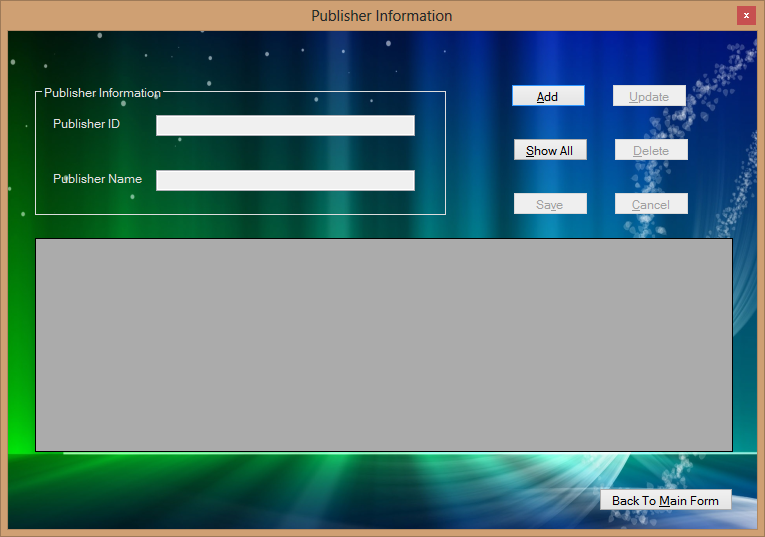 Publisher Information
x
Publisher Information
Publisher ID
Publisher Name
Add
Update
Show All
Delete
Save
Cancel
Back To Main Form